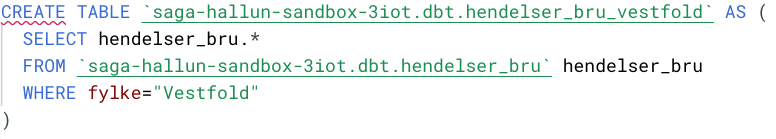 CREATE TABLE `saga-hallun-sandbox-3iot.dbt.hendelser_bru_vestfold` AS (
  SELECT hendelser_bru.*
  FROM `saga-hallun-sandbox-3iot.dbt.hendelser_bru` hendelser_bru
  WHERE fylke="Vestfold"
)